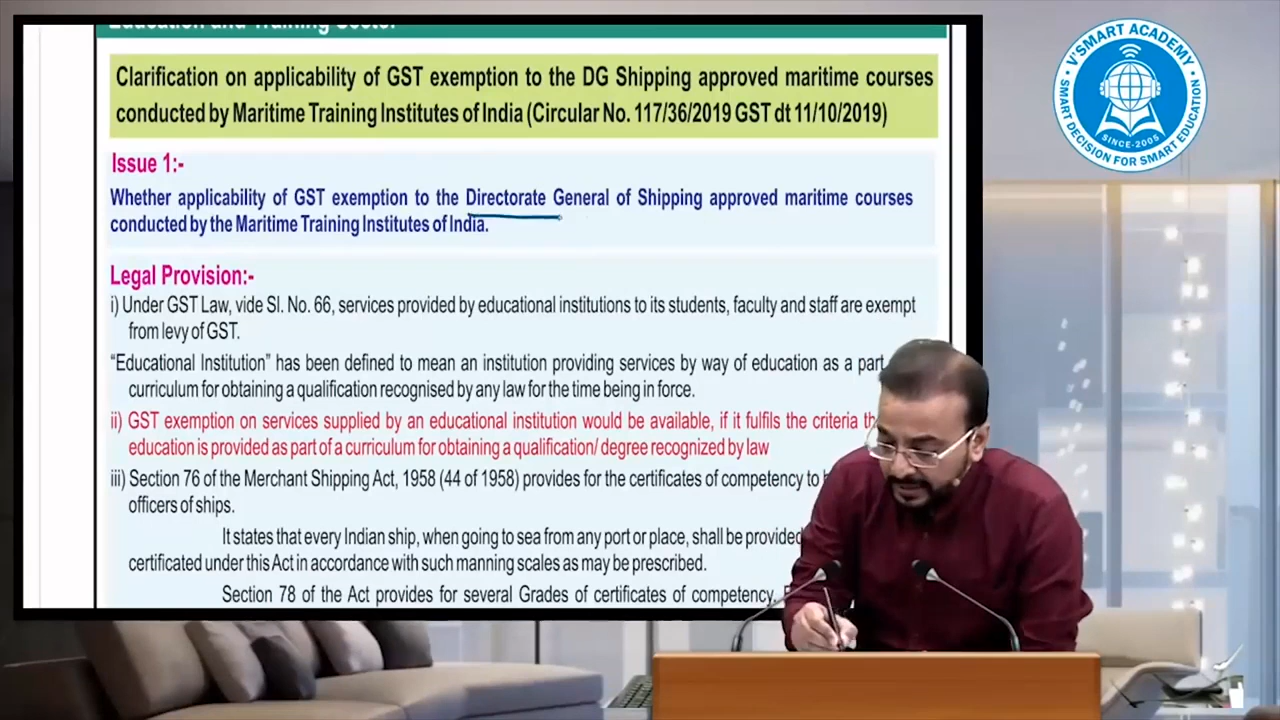 Education and Training Sector
Clarification on applicability of GST exemption to the DG Shipping approved maritime courses
conducted by Maritime Training Institutes of India (Circular No. 117/36/2019 GST dt 11/10/2019)
Issue 1:-
Whether applicability of GST exemption to the Directorate General of Shipping approved maritime courses
conducted by the Maritime Training Institutes of India.
Legal Provision:-
i) Under GST Law, vide Sl. No. 66, services provided by educational institutions to its students, faculty and staff are exempt
from levy of GST.
“Educational Institution” has been defined to mean an institution providing services by way of education as a part
curriculum for obtaining a qualification recognised by any law for the time being in force.
ii) GST exemption on services supplied by an educational institution would be available, if it fulfils the criteria
education is provided as part of a curriculum for obtaining a qualification/ degree recognized by law
iii) Section 76 of the Merchant Shipping Act, 1958 (44 of 1958) provides for the certificates of competency to
officers of ships.
It states that every Indian ship, when going to sea from any port or place, shall be provided
certificated under this Act in accordance with such manning scales as may be prescribed.
Section 78 of the Act provides for several Grades of certificates of competency.
V'SMART ACADEMY
SINCE-2005
SMART DECISION FOR SMART EDUCATION